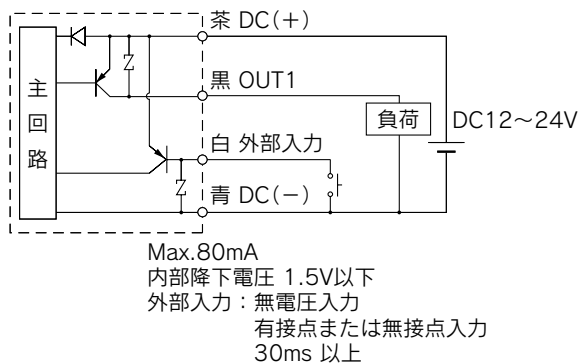 茶 DC(+)
黒 OUT1
主回路
負荷
DC12～24V
白 外部入力
青 DC(−)
Max.80mA
内部降下電圧 1.5V以下
外部入力：無電圧入力
有接点または無接点入力
30ms 以上